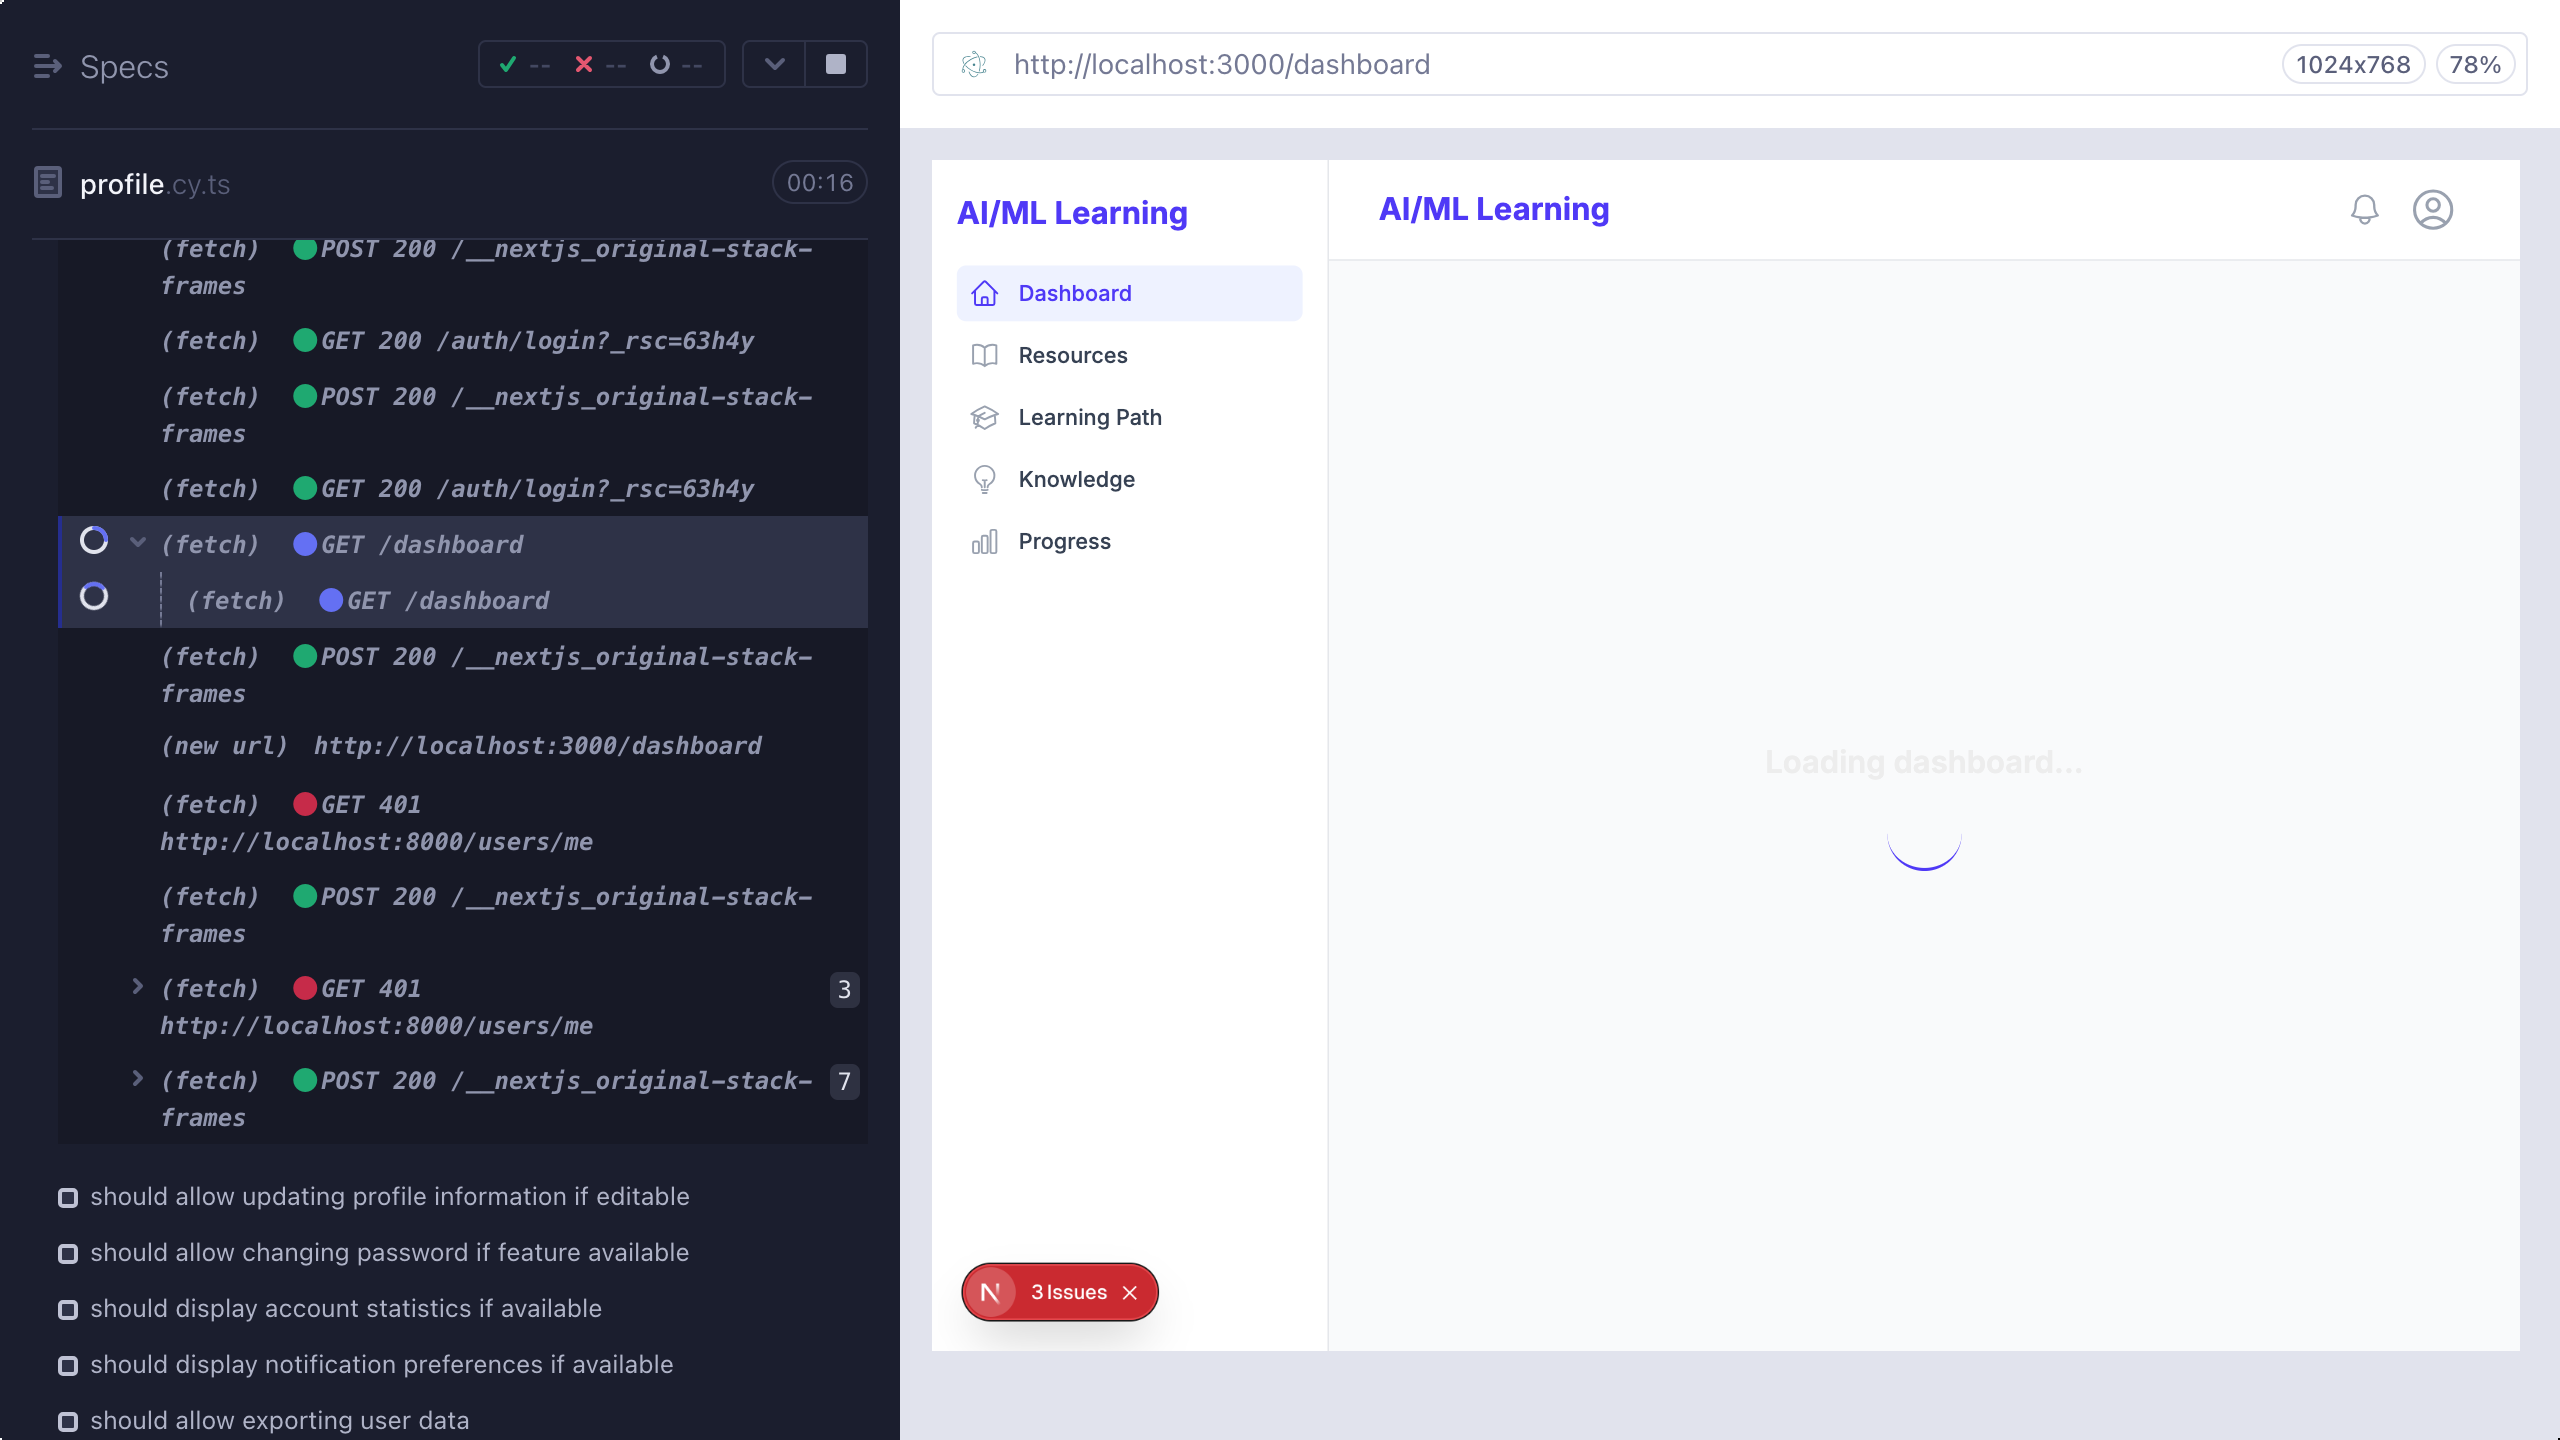 Specs
-- -- --
profile.cy.ts 00:16
(fetch) POST 200 /__nextjs_original-stack-
frames
(fetch) GET 200 /auth/login?_rsc=63h4y
(fetch) POST 200 /__nextjs_original-stack-
frames
(fetch) GET 200 /auth/login?_rsc=63h4y
(fetch) GET /dashboard
(fetch) GET /dashboard
(fetch) POST 200 /__nextjs_original-stack-
frames
(new url) http://localhost:3000/dashboard
(fetch) GET 401
http://localhost:8000/users/me
(fetch) POST 200 /__nextjs_original-stack-
frames
(fetch) GET 401 3
http://localhost:8000/users/me
(fetch) POST 200 /__nextjs_original-stack- 7
frames
should allow updating profile information if editable
should allow changing password if feature available
should display account statistics if available
should display notification preferences if available
should allow exporting user data
http://localhost:3000/dashboard 1024x768 78%
AI/ML Learning
Dashboard
Resources
Learning Path
Knowledge
Progress
N 3 Issues
AI/ML Learning
Loading dashboard...